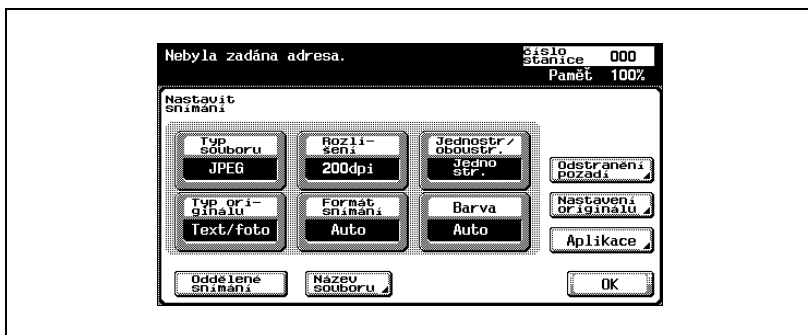 Nebyla zadána adresa.
číslo
stanice 000
Paměť 100%
Nastavit
snímání
Typ
souboru
JPEG
Rozli-
šení
200dpi
Jednostr/
oboustr.
Jedno
str.
Odstranění
pozadí
Typ ori-
ginálu
Text/foto
Formát
snímání
Auto
Barva
Auto
Nastavení
originálu
Aplikace
Oddělené
snímání
Název
souboru
OK